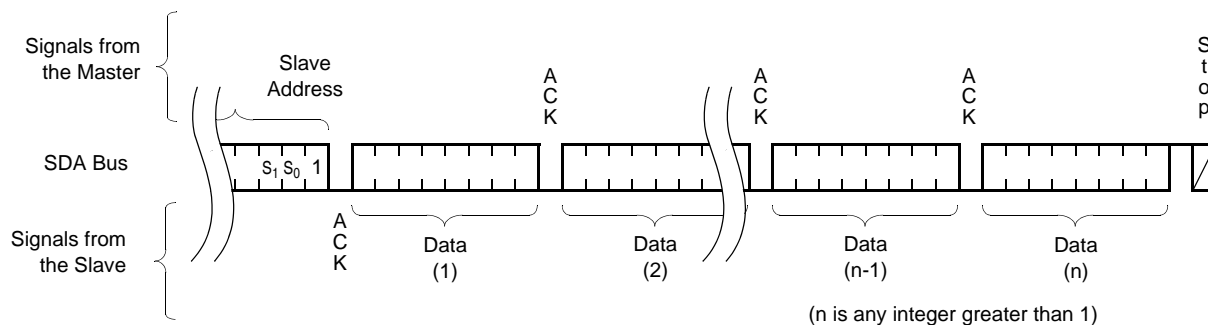 Signals from
the Master
Slave
Address
A
C
K
A
C
K
A
C
K
S
t
o
p
SDA Bus
S1 S0 1
A
C
K
Signals from
the Slave
Data
(1)
Data
(2)
Data
(n-1)
Data
(n)
(n is any integer greater than 1)